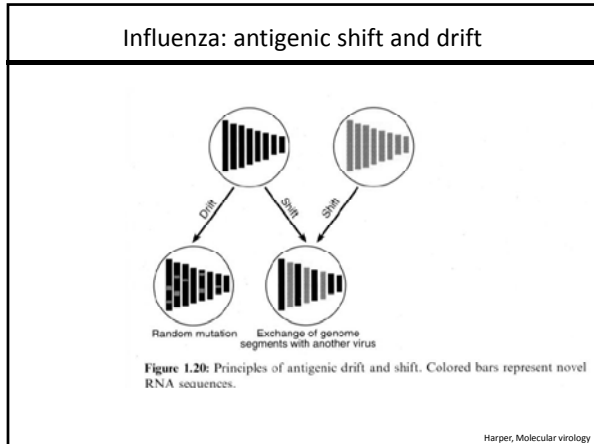 Influenza: antigenic shift and drift
Drift
Shift
Shift
Random mutation
Exchange of genome
segments with another virus
Figure 1.20: Principles of antigenic drift and shift. Colored bars represent novel
RNA sequences.
Harper, Molecular virology